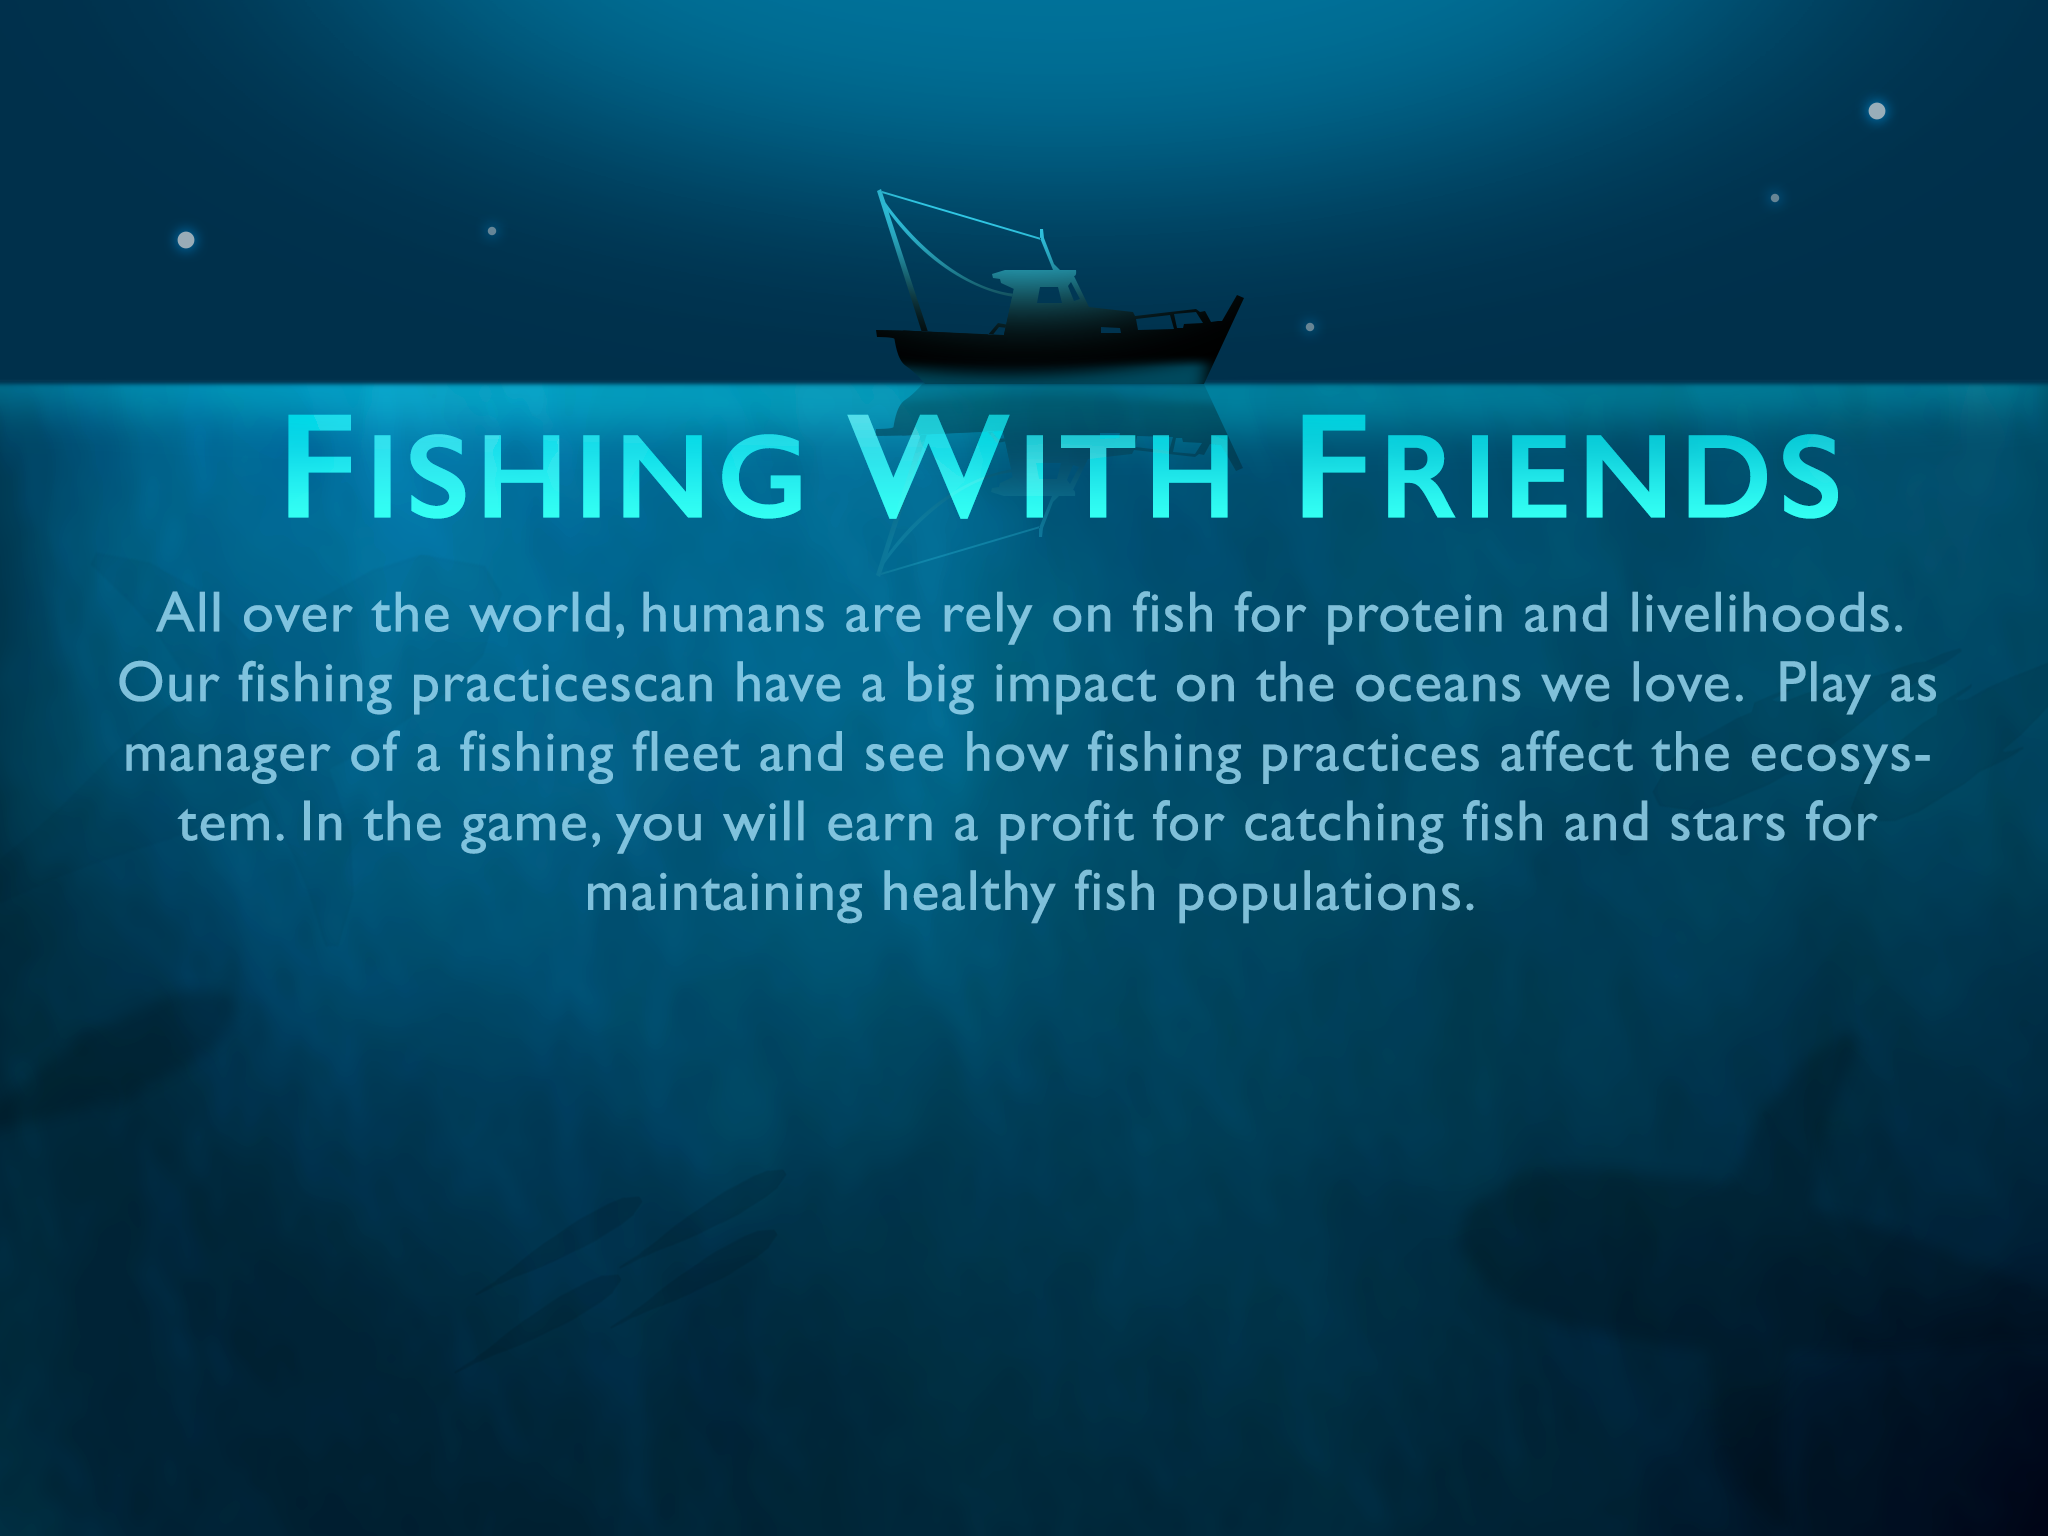 Fishing With Friends
All over the world, humans are rely on fish for protein and livelihoods.
Our fishing practicescan have a big impact on the oceans we love.  Play as
manager of a fishing fleet and see how fishing practices affect the ecosys-
tem. In the game, you will earn a profit for catching fish and stars for
maintaining healthy fish populations.